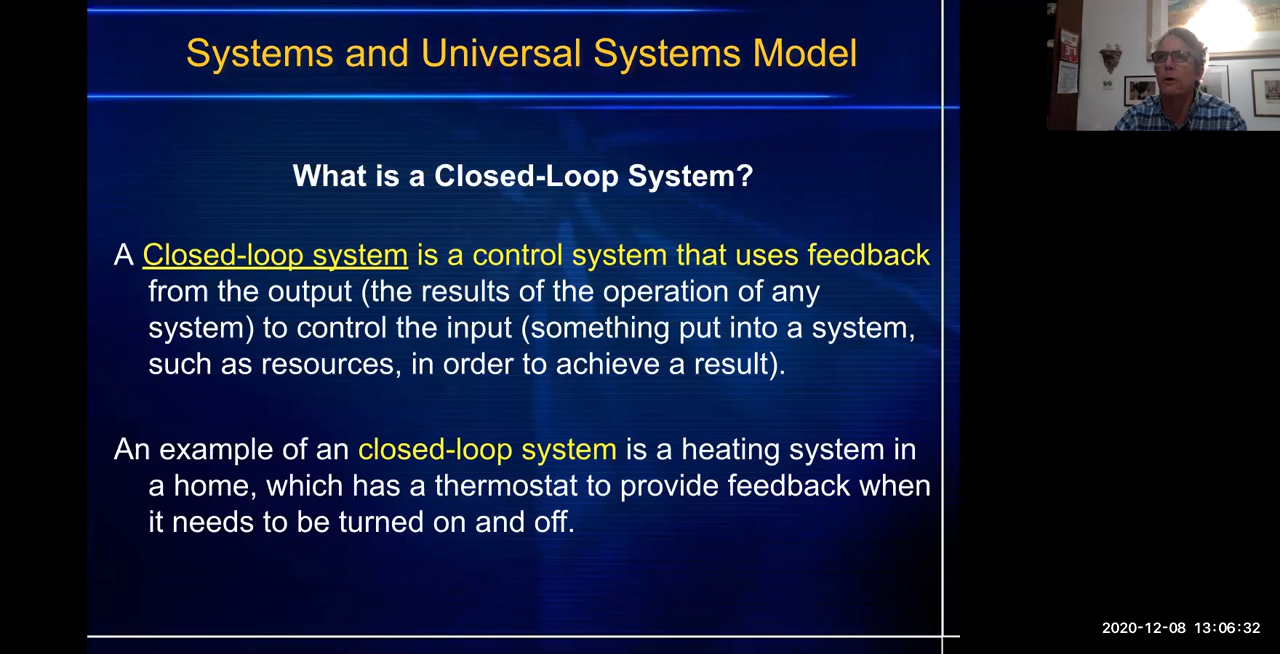 Systems and Universal Systems Model
What is a Closed-Loop System?
A Closed-loop system is a control system that uses feedback
from the output (the results of the operation of any
system) to control the input (something put into a system,
such as resources, in order to achieve a result).
An example of an closed-loop system is a heating system in
a home, which has a thermostat to provide feedback when
it needs to be turned on and off.
2020-12-08 13:06:32